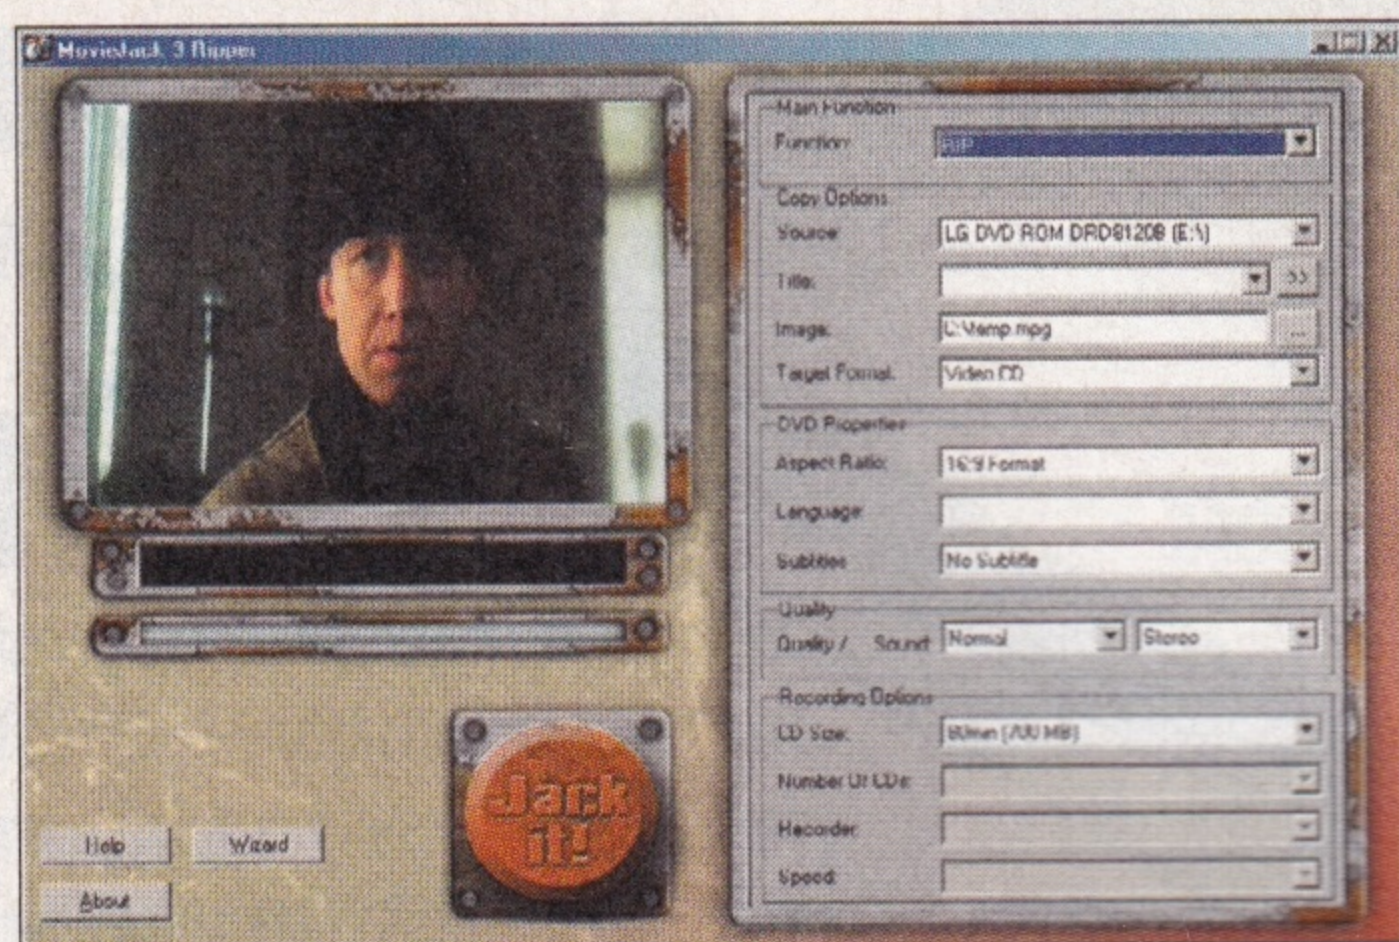 MovieJack 3 Ripper
Main Function
Function: RIP
Copy Options
Source: LG DVD ROM DRD8120B (E:\)
Title: >>
Image: C:\temp.mpg ...
Target Format: Video CD
DVD Properties
Aspect Ratio: 16:9 Format
Language:
Subtitles No Subtitle
Quality
Quality / Sound: Normal Stereo
Recording Options
CD Size: 80min (700 MB)
Number Of CDs:
Recorder:
Speed:
Jack
it!
Help Wizard
About